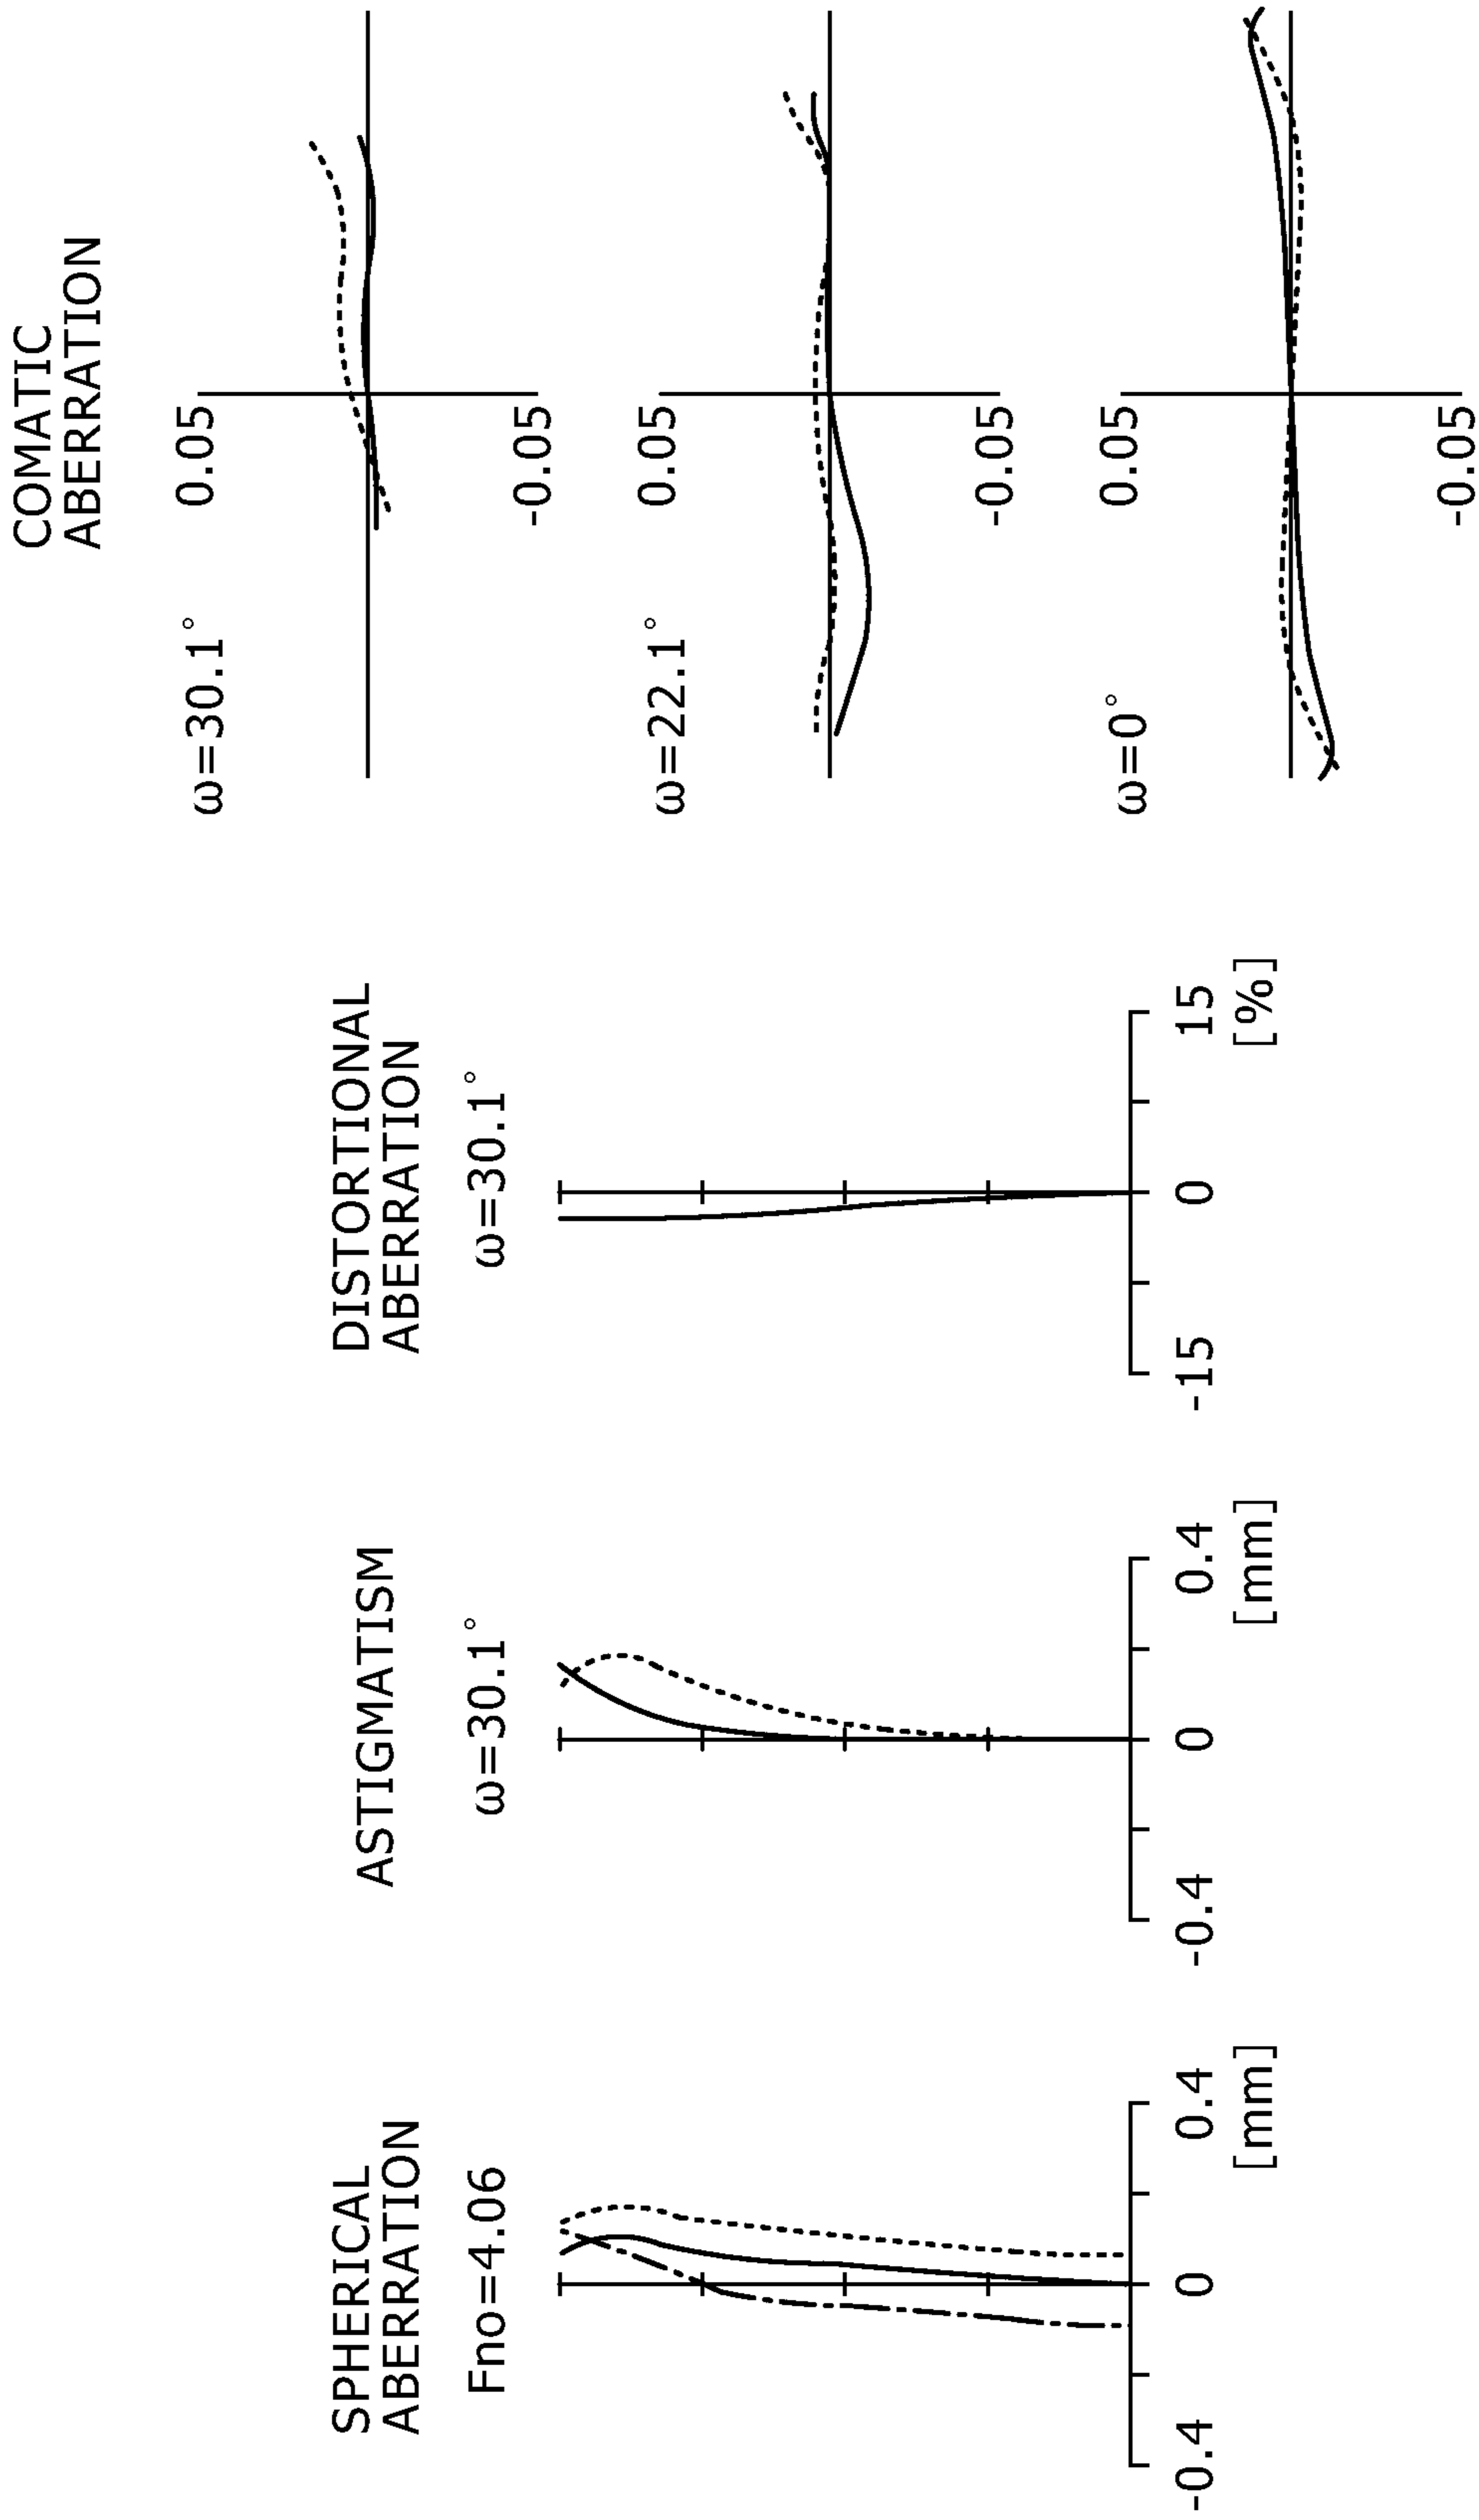 SPHERICAL
ABERRATION
Fno=4.06
-0.4
0
0.4
[mm]
ASTIGMATISM
ω=30.1°
-0.4
0
0.4
[mm]
DISTORTIONAL
ABERRATION
ω=30.1°
-15
0
15
[%]
COMATIC
ABERRATION
ω=30.1°
0.05
-0.05
ω=22.1°
0.05
-0.05
ω=0°
0.05
-0.05